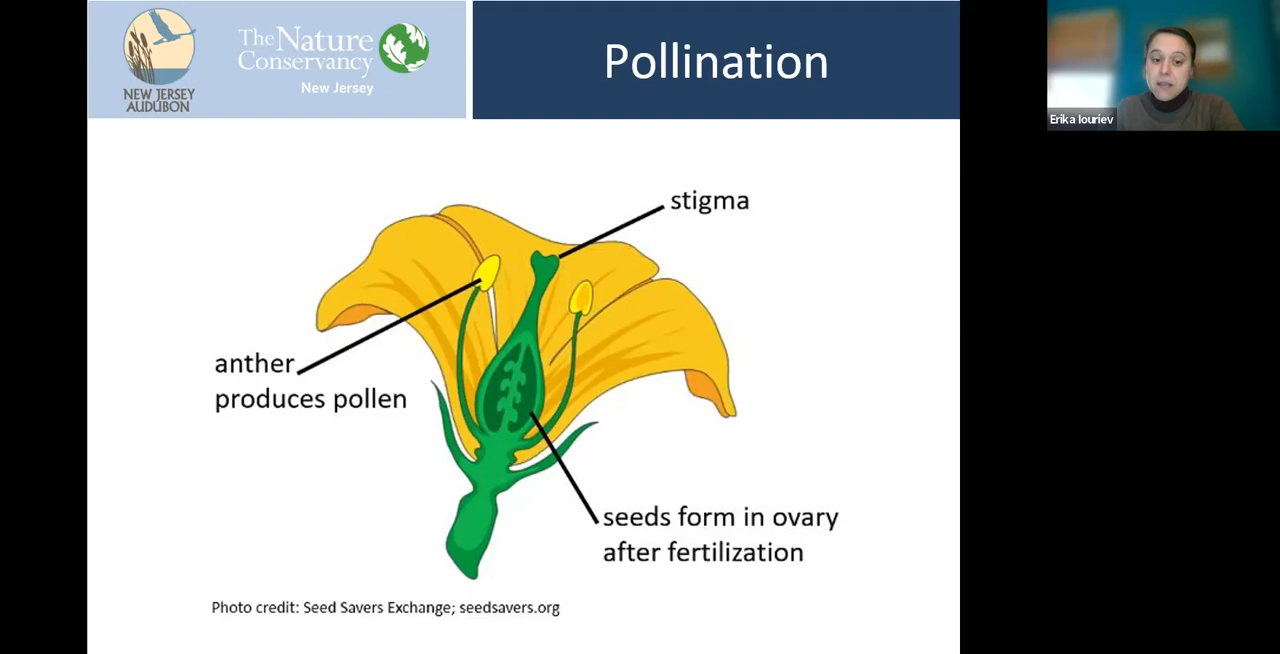 NEW JERSEY
AUDUBON
The Nature
Conservancy
New Jersey
Pollination
Erika Iouriev
stigma
anther
produces pollen
seeds form in ovary
after fertilization
Photo credit: Seed Savers Exchange; seedsavers.org